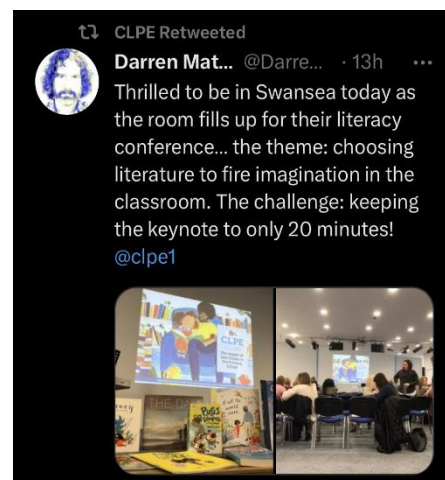 CLPE Retweeted
Darren Mat... @Darre... · 13h ...
Thrilled to be in Swansea today as
the room fills up for their literacy
conference... the theme: choosing
literature to fire imagination in the
classroom. The challenge: keeping
the keynote to only 20 minutes!
@clpe1
CLPE
THE DAY